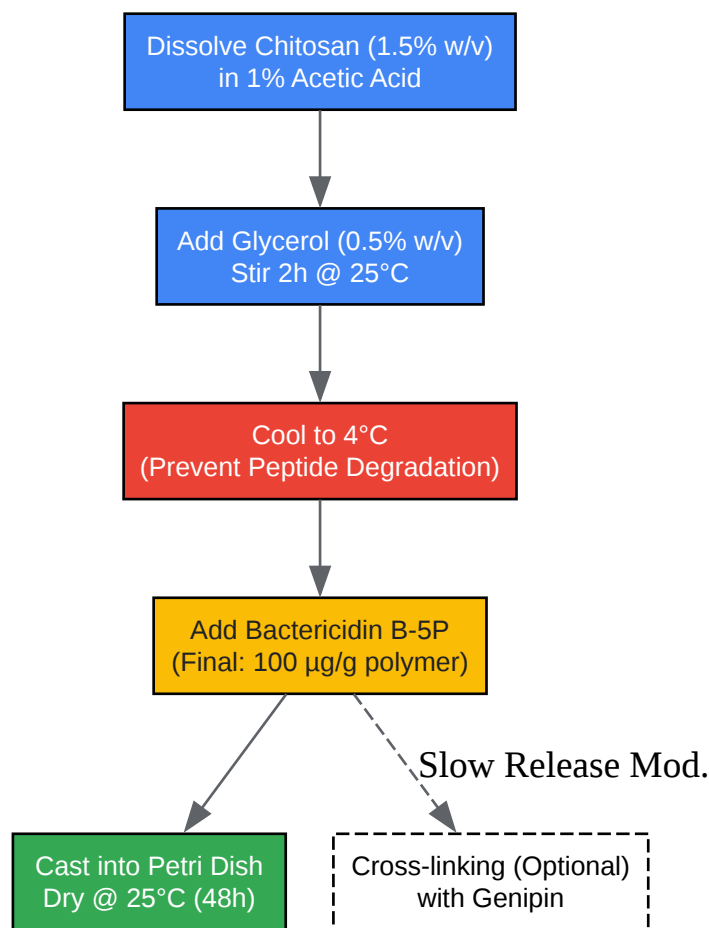 Dissolve Chitosan (1.5% w/v)
in 1% Acetic Acid
Add Glycerol (0.5% w/v)
Stir 2h @ 25°C
Cool to 4°C
(Prevent Peptide Degradation)
Add Bactericidin B-5P
(Final: 100 µg/g polymer)
Slow Release Mod.
Cast into Petri Dish
Dry @ 25°C (48h)
Cross-linking (Optional)
with Genipin